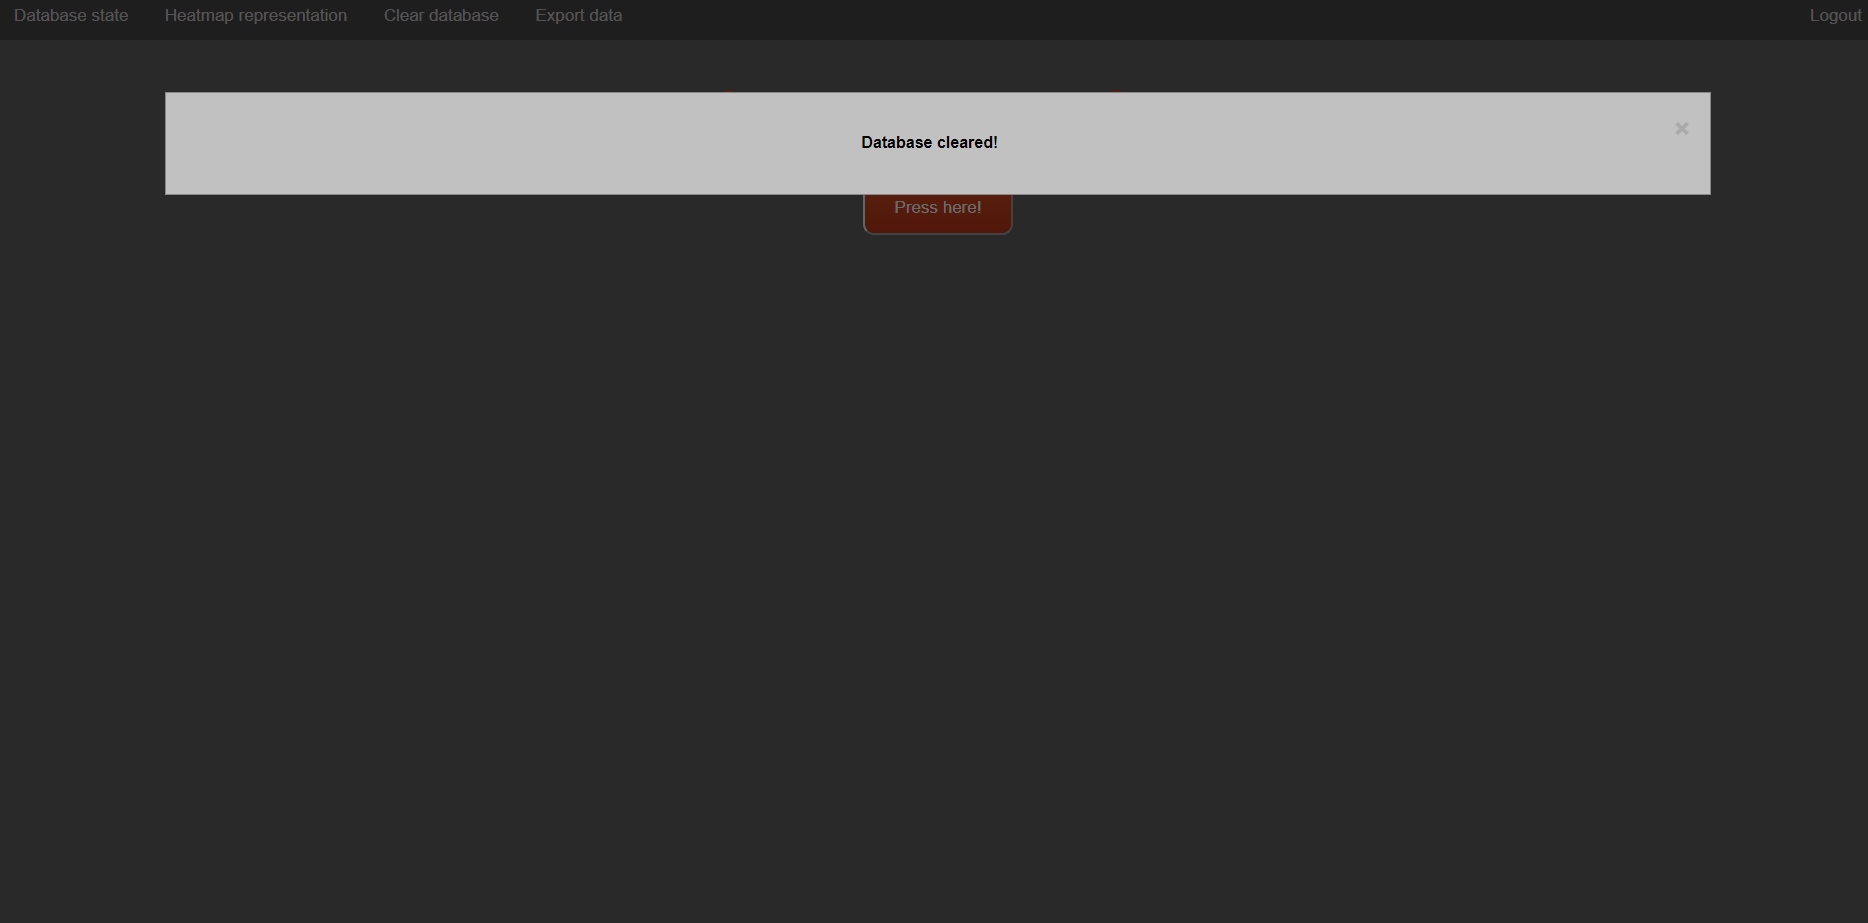 Database state Heatmap representation Clear database Export data Logout
×
Database cleared!
Press here!